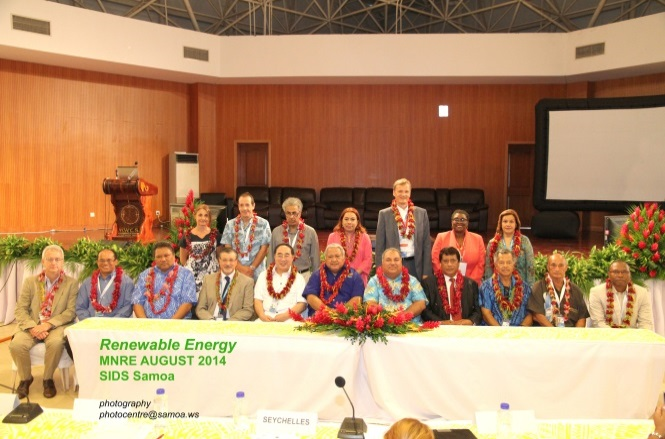 Renewable Energy
MNRE AUGUST 2014
SIDS Samoa
photography
photocentre@samoa.ws
SEYCHELLES